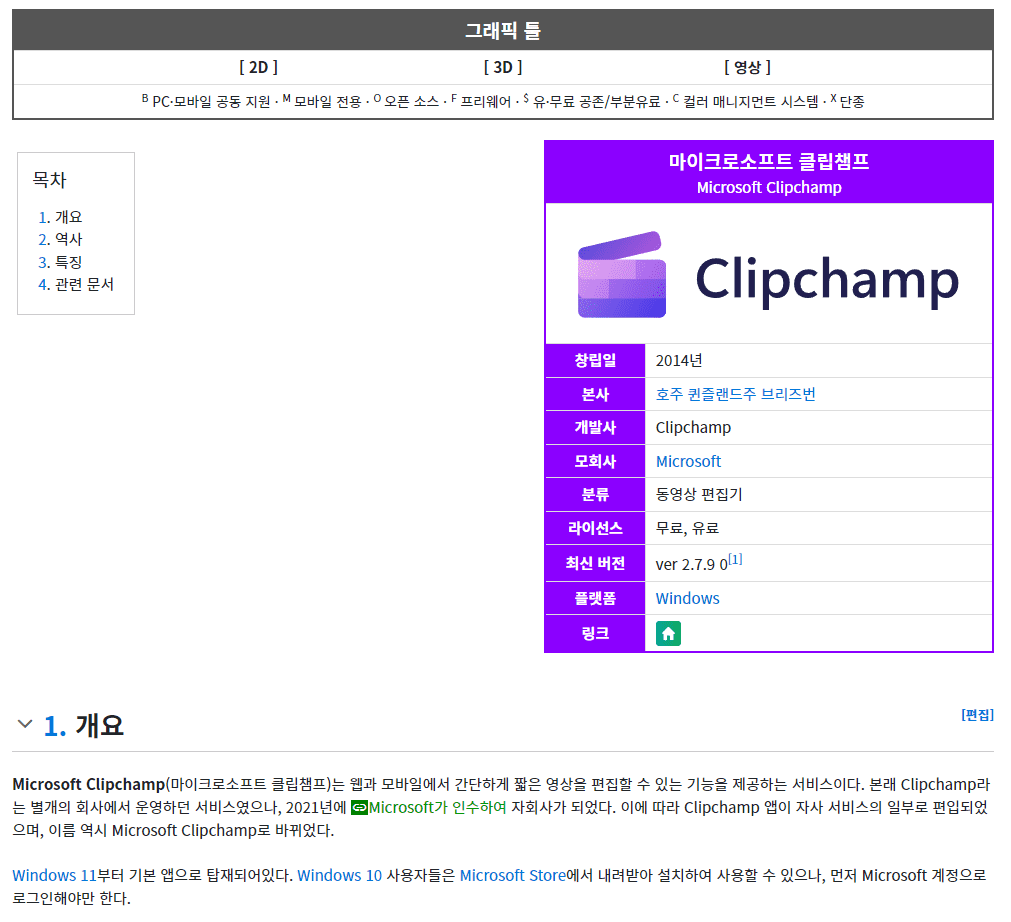 그래픽 툴
[ 2D ] [ 3D ] [ 영상 ]
B PC·모바일 공동 지원 · M 모바일 전용 · O 오픈 소스 · F 프리웨어 · $ 유·무료 공존/부분유료 · C 컬러 매니지먼트 시스템 · X 단종
목차
1. 개요
2. 역사
3. 특징
4. 관련 문서
마이크로소프트 클립챔프
Microsoft Clipchamp
Clipchamp
창립일 2014년
본사 호주 퀸즐랜드주 브리즈번
개발사 Clipchamp
모회사 Microsoft
분류 동영상 편집기
라이선스 무료, 유료
최신 버전 ver 2.7.9 0[1]
플랫폼 Windows
링크
1. 개요 [편집]
Microsoft Clipchamp(마이크로소프트 클립챔프)는 웹과 모바일에서 간단하게 짧은 영상을 편집할 수 있는 기능을 제공하는 서비스이다. 본래 Clipchamp라
는 별개의 회사에서 운영하던 서비스였으나, 2021년에 Microsoft가 인수하여 자회사가 되었다. 이에 따라 Clipchamp 앱이 자사 서비스의 일부로 편입되었
으며, 이름 역시 Microsoft Clipchamp로 바뀌었다.
Windows 11부터 기본 앱으로 탑재되어있다. Windows 10 사용자들은 Microsoft Store에서 내려받아 설치하여 사용할 수 있으나, 먼저 Microsoft 계정으로
로그인해야만 한다.